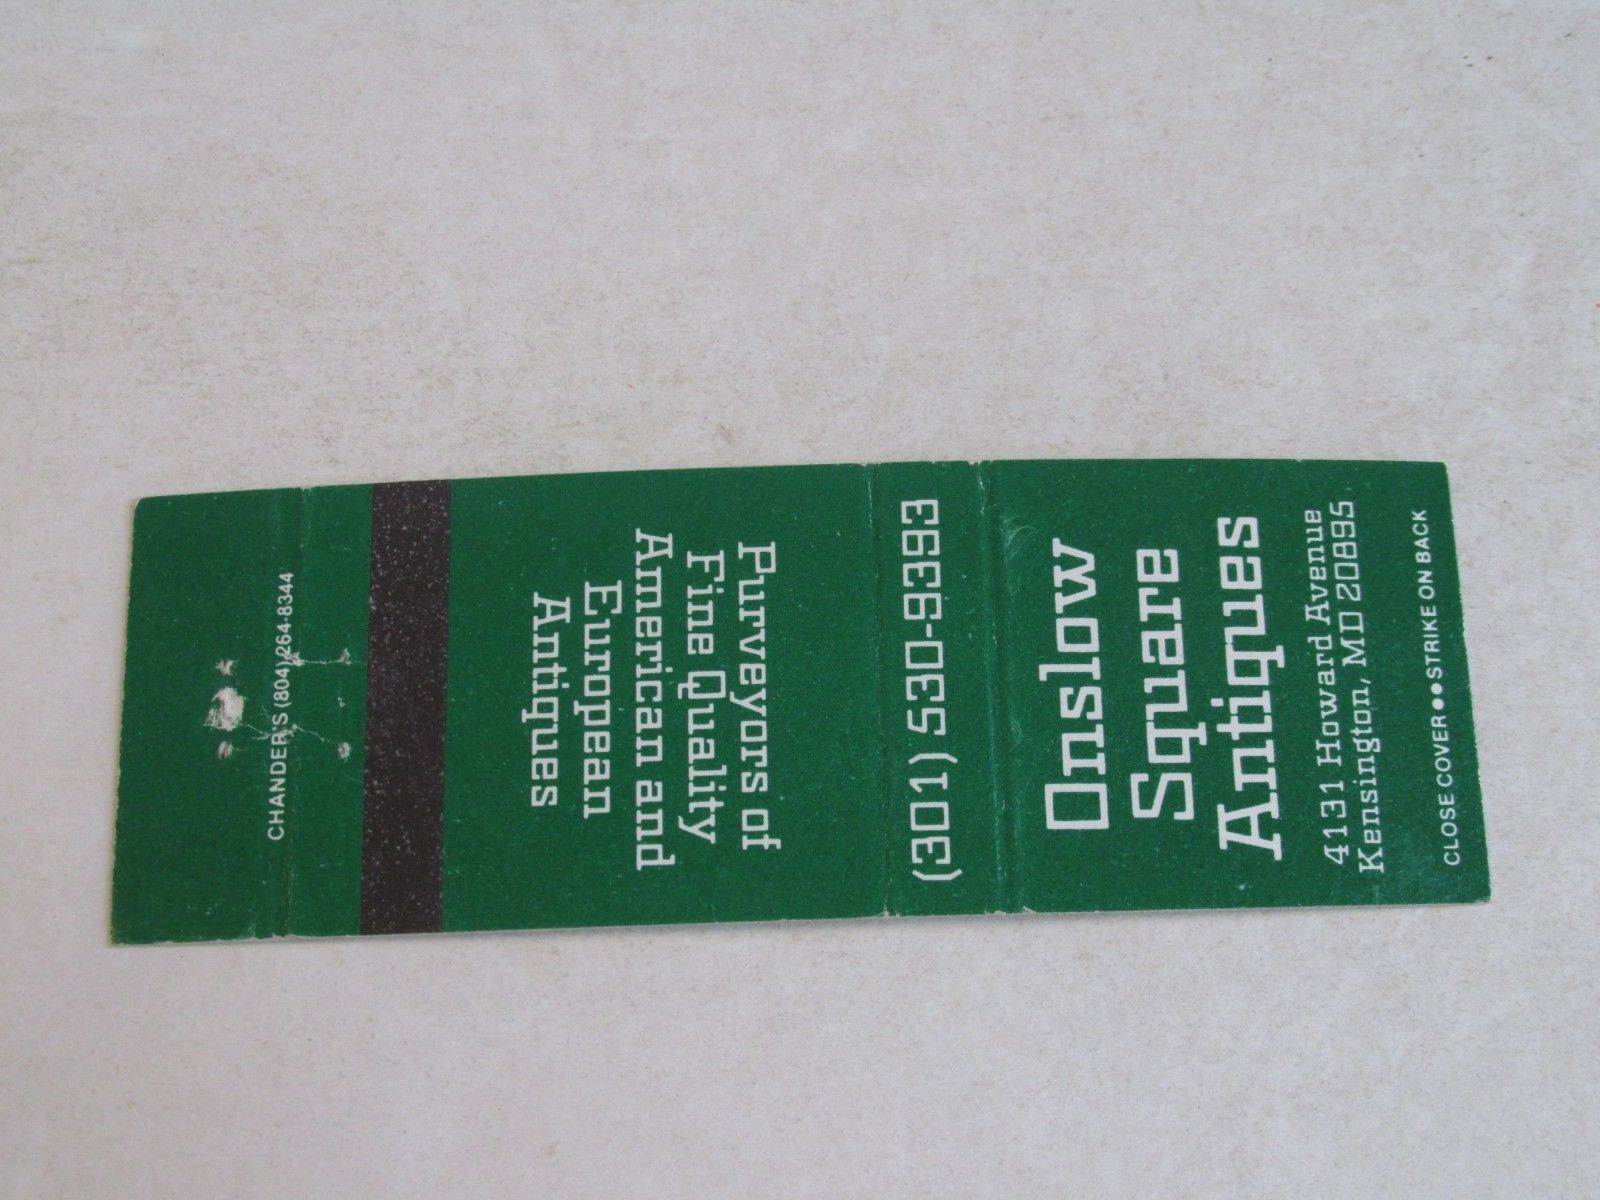 CHANDER'S (804) 264-8344
Purveyors of
Fine Quality
American and
European
Antiques
(301) 530-9393
Onslow
Square
Antiques
4131 Howard Avenue
Kensington, MD 20895
CLOSE COVER●●STRIKE ON BACK